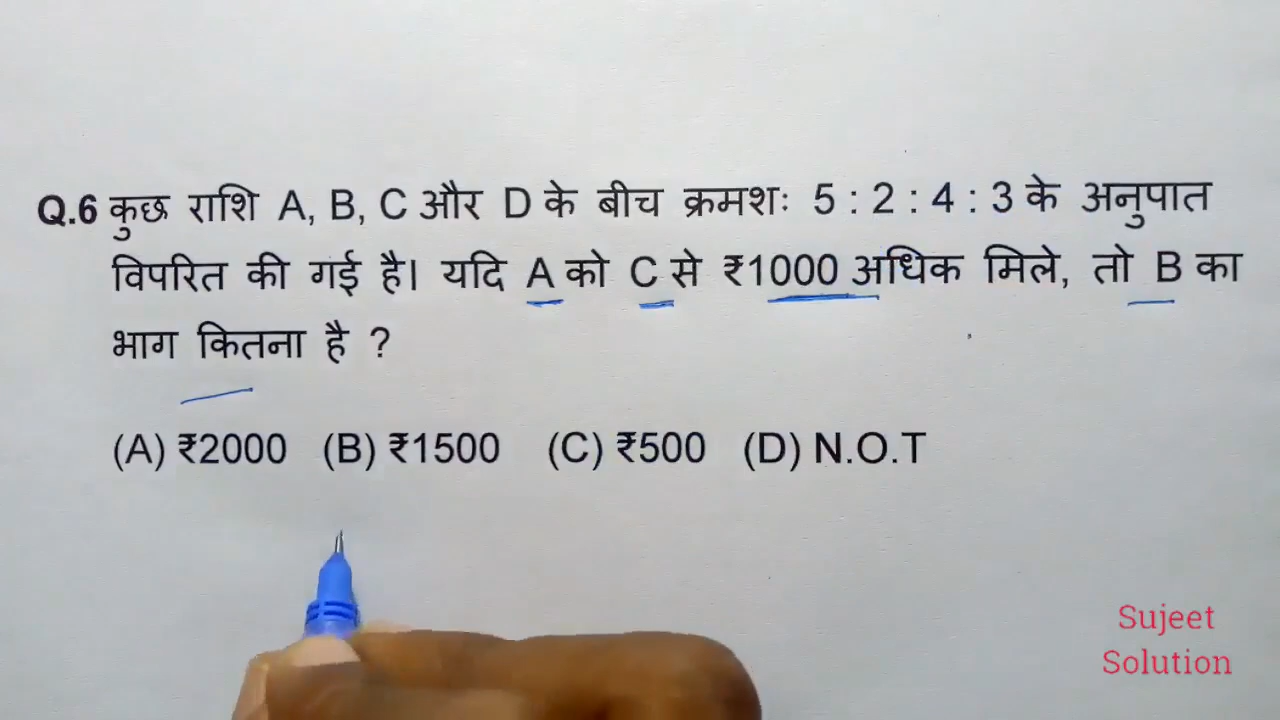 Q.6 कुछ राशि A, B, C और D के बीच क्रमशः 5 : 2 : 4 : 3 के अनुपात
विपरित की गई है। यदि A को C से ₹1000 अधिक मिले, तो B का
भाग कितना है ?
(A) ₹2000 (B) ₹1500 (C) ₹500 (D) N.O.T
Sujeet
Solution